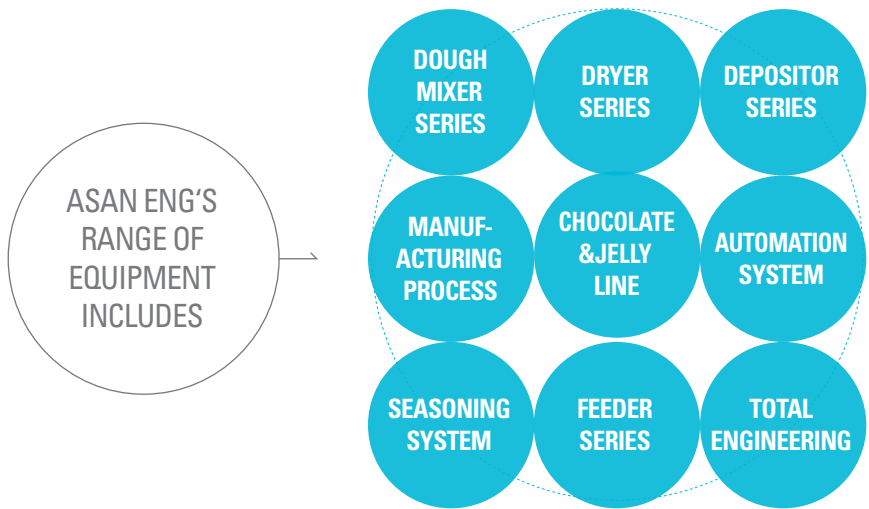 ASAN ENG‘S
RANGE OF
EQUIPMENT
INCLUDES
DOUGH
MIXER
SERIES
DRYER
SERIES
DEPOSITOR
SERIES
MANUF-
ACTURING
PROCESS
CHOCOLATE
&JELLY
LINE
AUTOMATION
SYSTEM
SEASONING
SYSTEM
FEEDER
SERIES
TOTAL
ENGINEERING